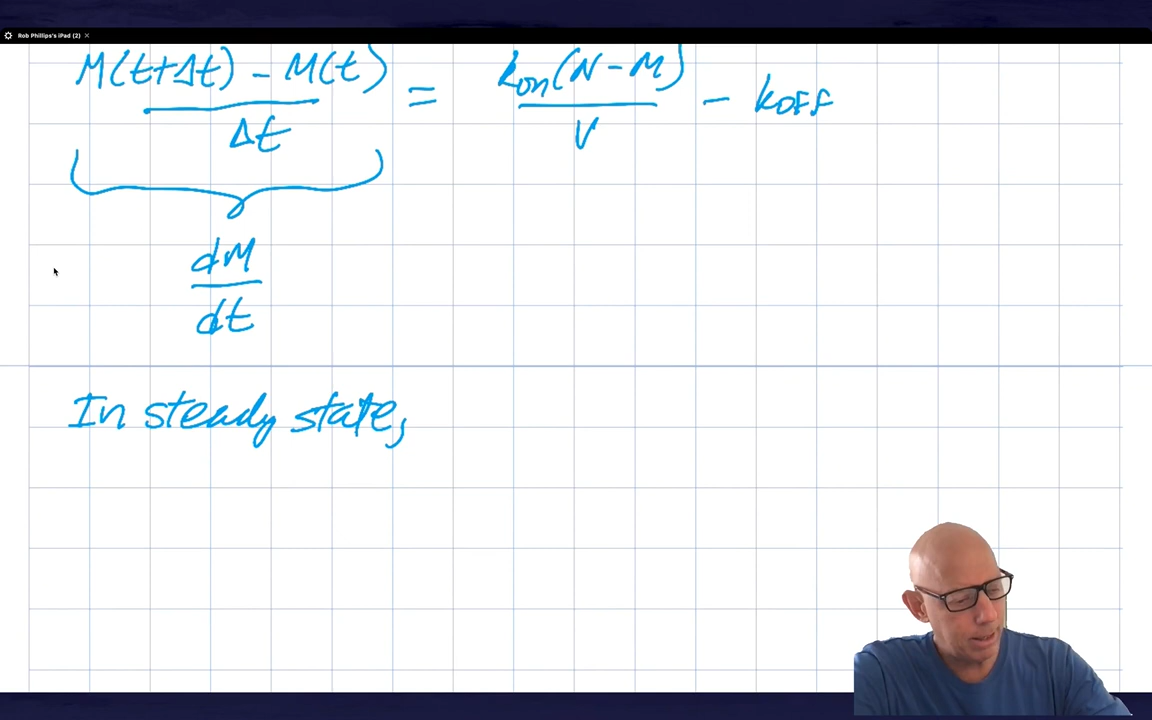 Rob Phillips's iPad (2) ×
M(t+Δt) - M(t) / Δt = kon(N-M) / V - kOFF
dM / dt
In steady state,